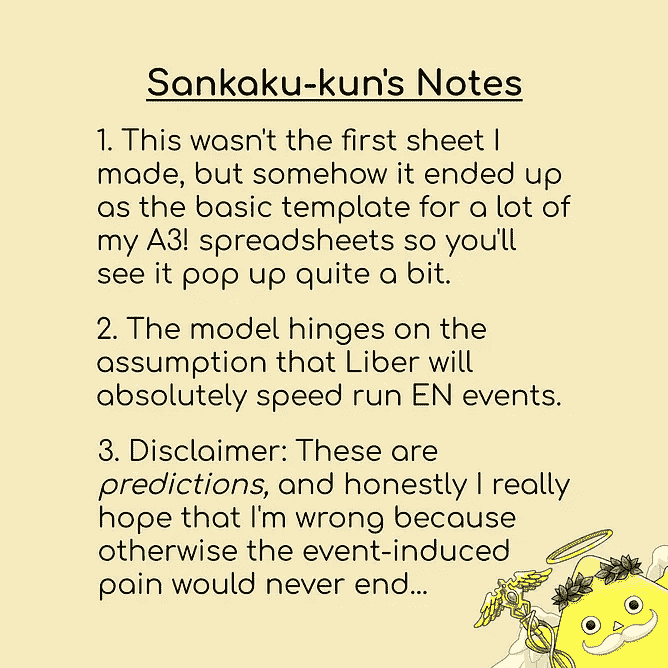 Sankaku-kun's Notes
1. This wasn't the first sheet I
made, but somehow it ended up
as the basic template for a lot of
my A3! spreadsheets so you'll
see it pop up quite a bit.
2. The model hinges on the
assumption that Liber will
absolutely speed run EN events.
3. Disclaimer: These are
predictions, and honestly I really
hope that I'm wrong because
otherwise the event-induced
pain would never end...